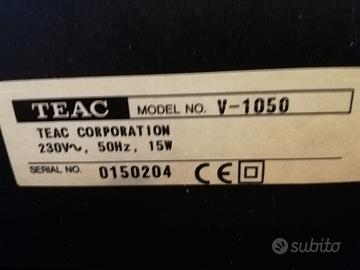 TEAC MODEL NO. V-1050
TEAC CORPORATION
230V~, 50Hz, 15W
SERIAL NO. 0150204 CE
subito